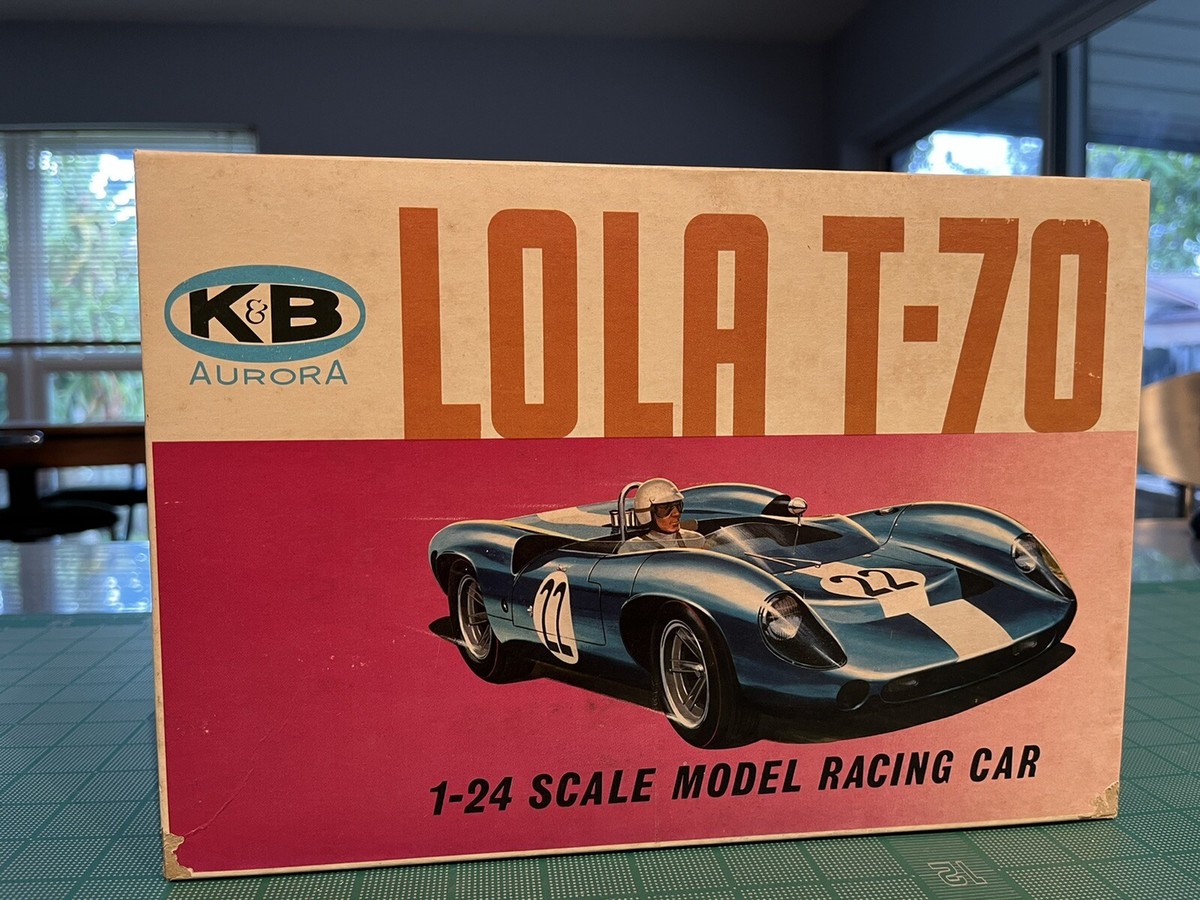 LOLA T-70
K&B
AURORA
22
22
1-24 SCALE MODEL RACING CAR